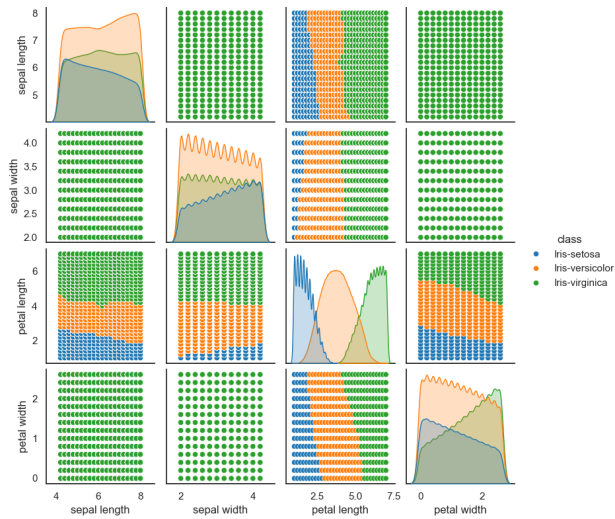 8
7
6
5
sepal length
4.0
3.5
3.0
2.5
2.0
sepal width
class
Iris-setosa
Iris-versicolor
Iris-virginica
6
4
2
petal length
2
1
0
petal width
4
6
8
sepal length
2
4
sepal width
2.5
5.0
7.5
petal length
0
2
petal width